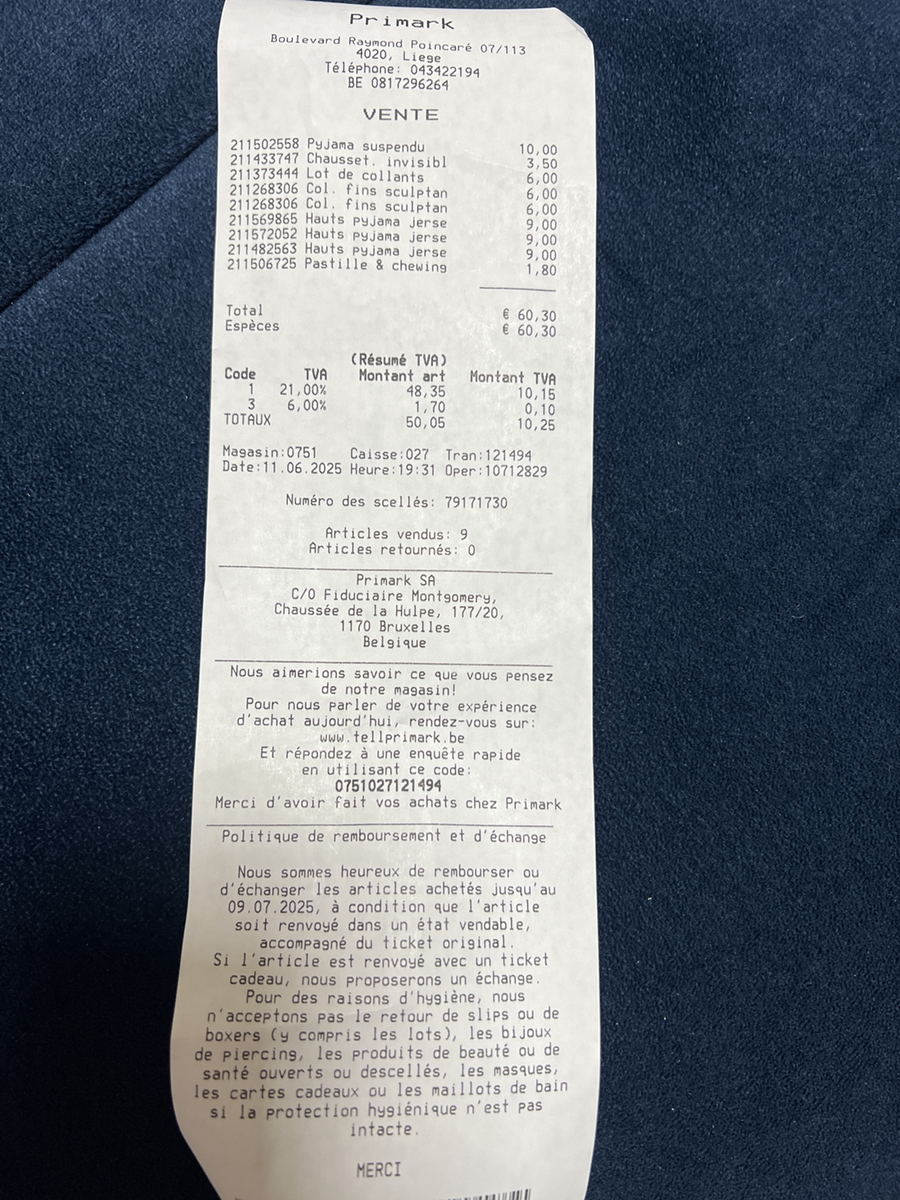 Primark
Boulevard Raymond Poincaré 07/113
4020, Liege
Téléphone: 043422194
BE 0817296264
VENTE
211502558 Pyjama suspendu 10,00
211433747 Chausset. invisibl 3,50
211373444 Lot de collants 6,00
211268306 Col. fins sculptan 6,00
211268306 Col. fins sculptan 6,00
211569865 Hauts pyjama jerse 9,00
211572052 Hauts pyjama jerse 9,00
211482563 Hauts pyjama jerse 9,00
211506725 Pastille & chewing 1,80
Total € 60,30
Espèces € 60,30
(Résumé TVA)
Code TVA Montant art Montant TVA
1 21,00% 48,35 10,15
3 6,00% 1,70 0,10
TOTAUX 50,05 10,25
Magasin:0751 Caisse:027 Tran:121494
Date:11.06.2025 Heure:19:31 Oper:10712829
Numéro des scellés: 79171730
Articles vendus: 9
Articles retournés: 0
Primark SA
C/O Fiduciaire Montgomery,
Chaussée de la Hulpe, 177/20,
1170 Bruxelles
Belgique
Nous aimerions savoir ce que vous pensez
de notre magasin!
Pour nous parler de votre expérience
d'achat aujourd'hui, rendez-vous sur:
www.tellprimark.be
Et répondez à une enquête rapide
en utilisant ce code:
0751027121494
Merci d'avoir fait vos achats chez Primark
Politique de remboursement et d'échange
Nous sommes heureux de rembourser ou
d'échanger les articles achetés jusqu'au
09.07.2025, à condition que l'article
soit renvoyé dans un état vendable,
accompagné du ticket original.
Si l'article est renvoyé avec un ticket
cadeau, nous proposerons un échange.
Pour des raisons d'hygiène, nous
n'acceptons pas le retour de slips ou de
boxers (y compris les lots), les bijoux
de piercing, les produits de beauté ou de
santé ouverts ou descellés, les masques,
les cartes cadeaux ou les maillots de bain
si la protection hygiénique n'est pas
intacte.
MERCI